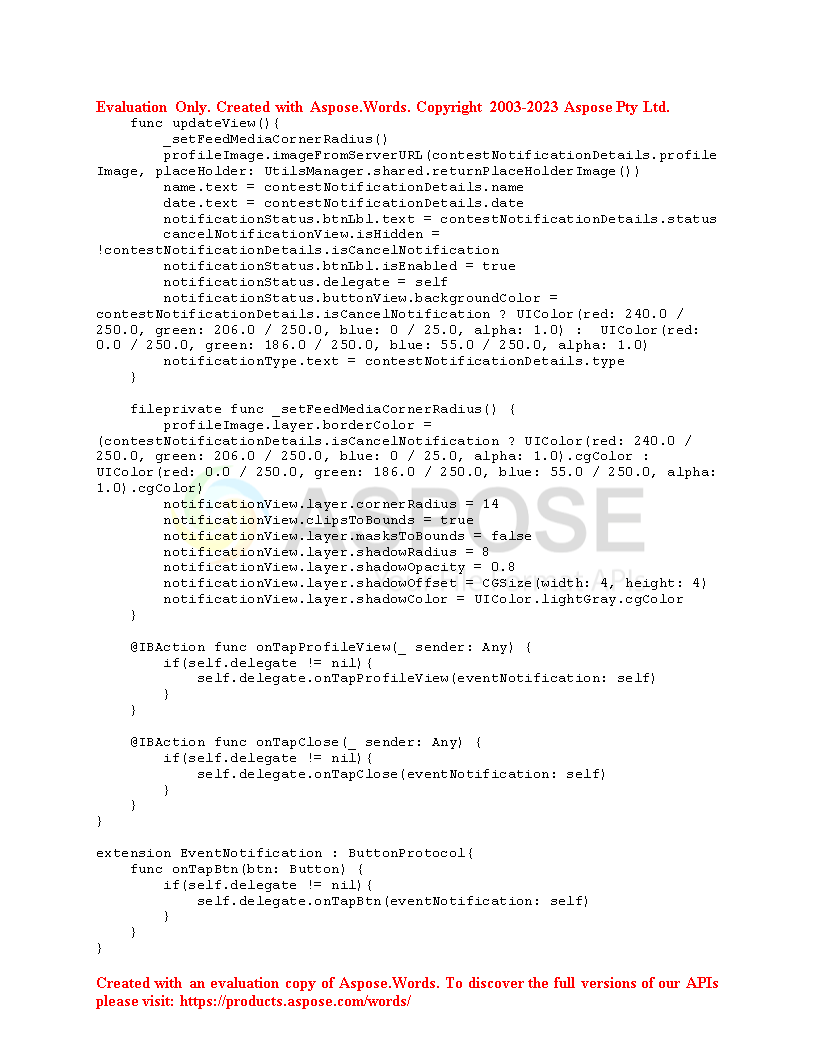 Evaluation Only. Created with Aspose.Words. Copyright 2003-2023 Aspose Pty Ltd.
    func updateView(){
        _setFeedMediaCornerRadius()
        profileImage.imageFromServerURL(contestNotificationDetails.profile
Image, placeHolder: UtilsManager.shared.returnPlaceHolderImage())
        name.text = contestNotificationDetails.name
        date.text = contestNotificationDetails.date
        notificationStatus.btnLbl.text = contestNotificationDetails.status
        cancelNotificationView.isHidden =
!contestNotificationDetails.isCancelNotification
        notificationStatus.btnLbl.isEnabled = true
        notificationStatus.delegate = self
        notificationStatus.buttonView.backgroundColor =
contestNotificationDetails.isCancelNotification ? UIColor(red: 240.0 /
250.0, green: 206.0 / 250.0, blue: 0 / 25.0, alpha: 1.0) :  UIColor(red:
0.0 / 250.0, green: 186.0 / 250.0, blue: 55.0 / 250.0, alpha: 1.0)
        notificationType.text = contestNotificationDetails.type
    }

    fileprivate func _setFeedMediaCornerRadius() {
        profileImage.layer.borderColor =
(contestNotificationDetails.isCancelNotification ? UIColor(red: 240.0 /
250.0, green: 206.0 / 250.0, blue: 0 / 25.0, alpha: 1.0).cgColor :
UIColor(red: 0.0 / 250.0, green: 186.0 / 250.0, blue: 55.0 / 250.0, alpha:
1.0).cgColor)
        notificationView.layer.cornerRadius = 14
        notificationView.clipsToBounds = true
        notificationView.layer.masksToBounds = false
        notificationView.layer.shadowRadius = 8
        notificationView.layer.shadowOpacity = 0.8
        notificationView.layer.shadowOffset = CGSize(width: 4, height: 4)
        notificationView.layer.shadowColor = UIColor.lightGray.cgColor
    }

    @IBAction func onTapProfileView(_ sender: Any) {
        if(self.delegate != nil){
            self.delegate.onTapProfileView(eventNotification: self)
        }
    }

    @IBAction func onTapClose(_ sender: Any) {
        if(self.delegate != nil){
            self.delegate.onTapClose(eventNotification: self)
        }
    }
}

extension EventNotification : ButtonProtocol{
    func onTapBtn(btn: Button) {
        if(self.delegate != nil){
            self.delegate.onTapBtn(eventNotification: self)
        }
    }
}
ASPOSE
Created with an evaluation copy of Aspose.Words. To discover the full versions of our APIs
please visit: https://products.aspose.com/words/